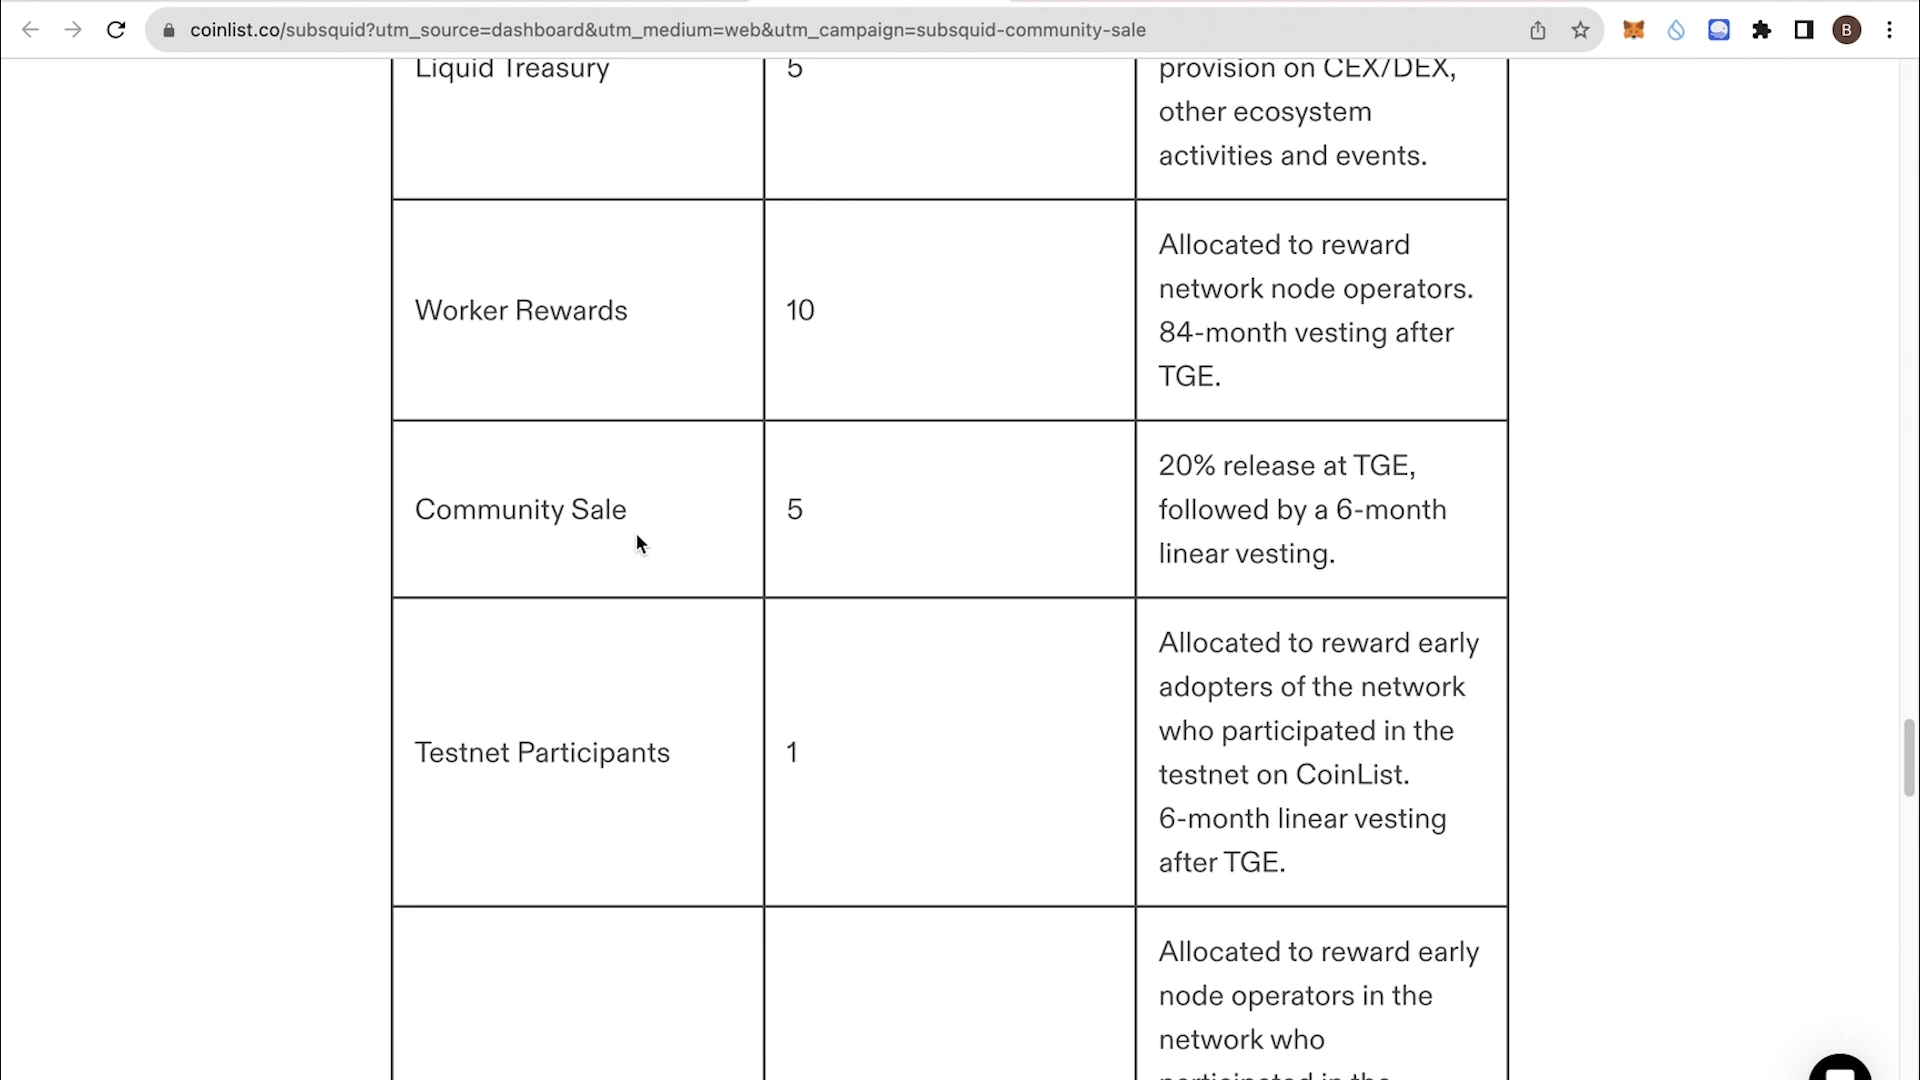 coinlist.co/subsquid?utm_source=dashboard&utm_medium=web&utm_campaign=subsquid-community-sale
B
Liquid Treasury
5
provision on CEX/DEX,
other ecosystem
activities and events.
Worker Rewards
10
Allocated to reward
network node operators.
84-month vesting after
TGE.
Community Sale
5
20% release at TGE,
followed by a 6-month
linear vesting.
Testnet Participants
1
Allocated to reward early
adopters of the network
who participated in the
testnet on CoinList.
6-month linear vesting
after TGE.
Allocated to reward early
node operators in the
network who
participated in the